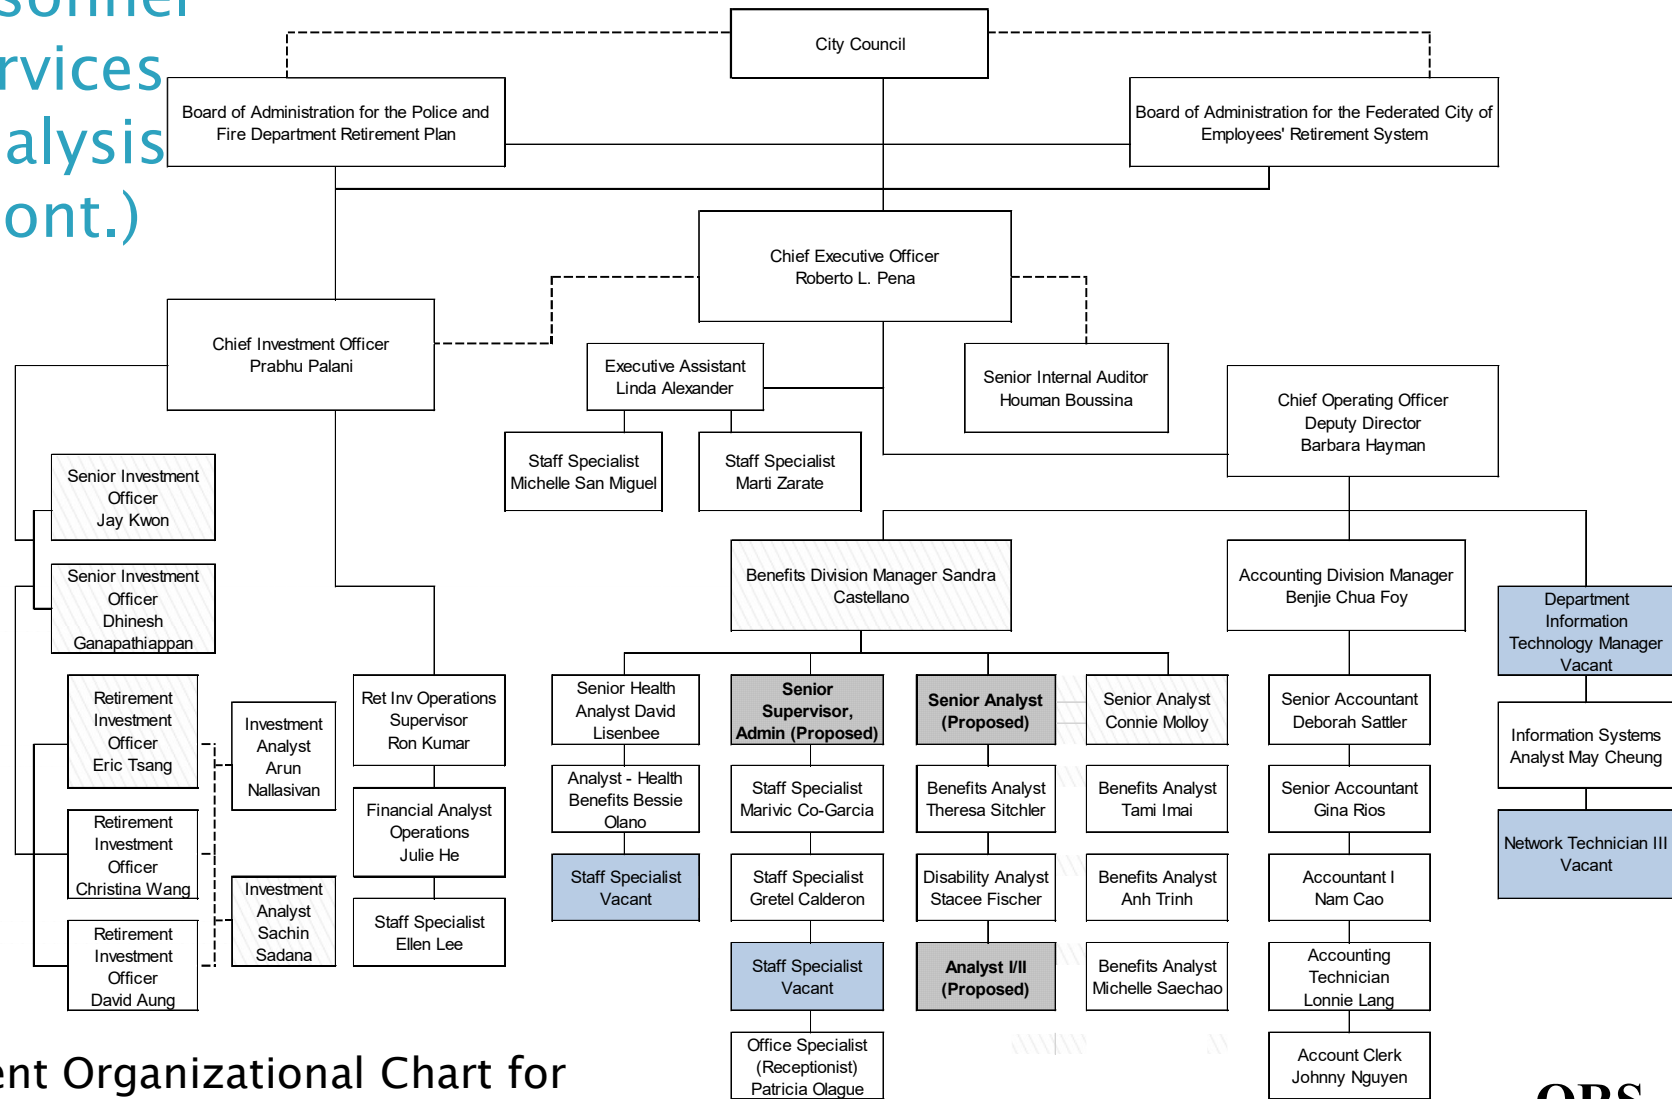 rvices
alysis
ont.)
City Council
Board of Administration for the Police and
Fire Department Retirement Plan
Board of Administration for the Federated City of
Employees' Retirement System
Chief Executive Officer
Roberto L. Pena
Chief Investment Officer
Prabhu Palani
Executive Assistant
Linda Alexander
Senior Internal Auditor
Houman Boussina
Chief Operating Officer
Deputy Director
Barbara Hayman
Staff Specialist
Michelle San Miguel
Staff Specialist
Marti Zarate
Senior Investment
Officer
Jay Kwon
Senior Investment
Officer
Dhinesh
Ganapathiappan
Benefits Division Manager Sandra
Castellano
Accounting Division Manager
Benjie Chua Foy
Department
Information
Technology Manager
Vacant
Retirement
Investment
Officer
Eric Tsang
Investment
Analyst
Arun
Nallasivan
Ret Inv Operations
Supervisor
Ron Kumar
Senior Health
Analyst David
Lisenbee
Senior
Supervisor,
Admin (Proposed)
Senior Analyst
(Proposed)
Senior Analyst
Connie Molloy
Senior Accountant
Deborah Sattler
Information Systems
Analyst May Cheung
Retirement
Investment
Officer
Christina Wang
Financial Analyst
Operations
Julie He
Analyst - Health
Benefits Bessie
Olano
Staff Specialist
Marivic Co-Garcia
Benefits Analyst
Theresa Sitchler
Benefits Analyst
Tami Imai
Senior Accountant
Gina Rios
Network Technician III
Vacant
Investment
Analyst
Sachin
Sadana
Staff Specialist
Ellen Lee
Staff Specialist
Vacant
Staff Specialist
Gretel Calderon
Disability Analyst
Stacee Fischer
Benefits Analyst
Anh Trinh
Accountant I
Nam Cao
Retirement
Investment
Officer
David Aung
Staff Specialist
Vacant
Analyst I/II
(Proposed)
Benefits Analyst
Michelle Saechao
Accounting
Technician
Lonnie Lang
Office Specialist
(Receptionist)
Patricia Olague
Account Clerk
Johnny Nguyen
ent Organizational Chart for